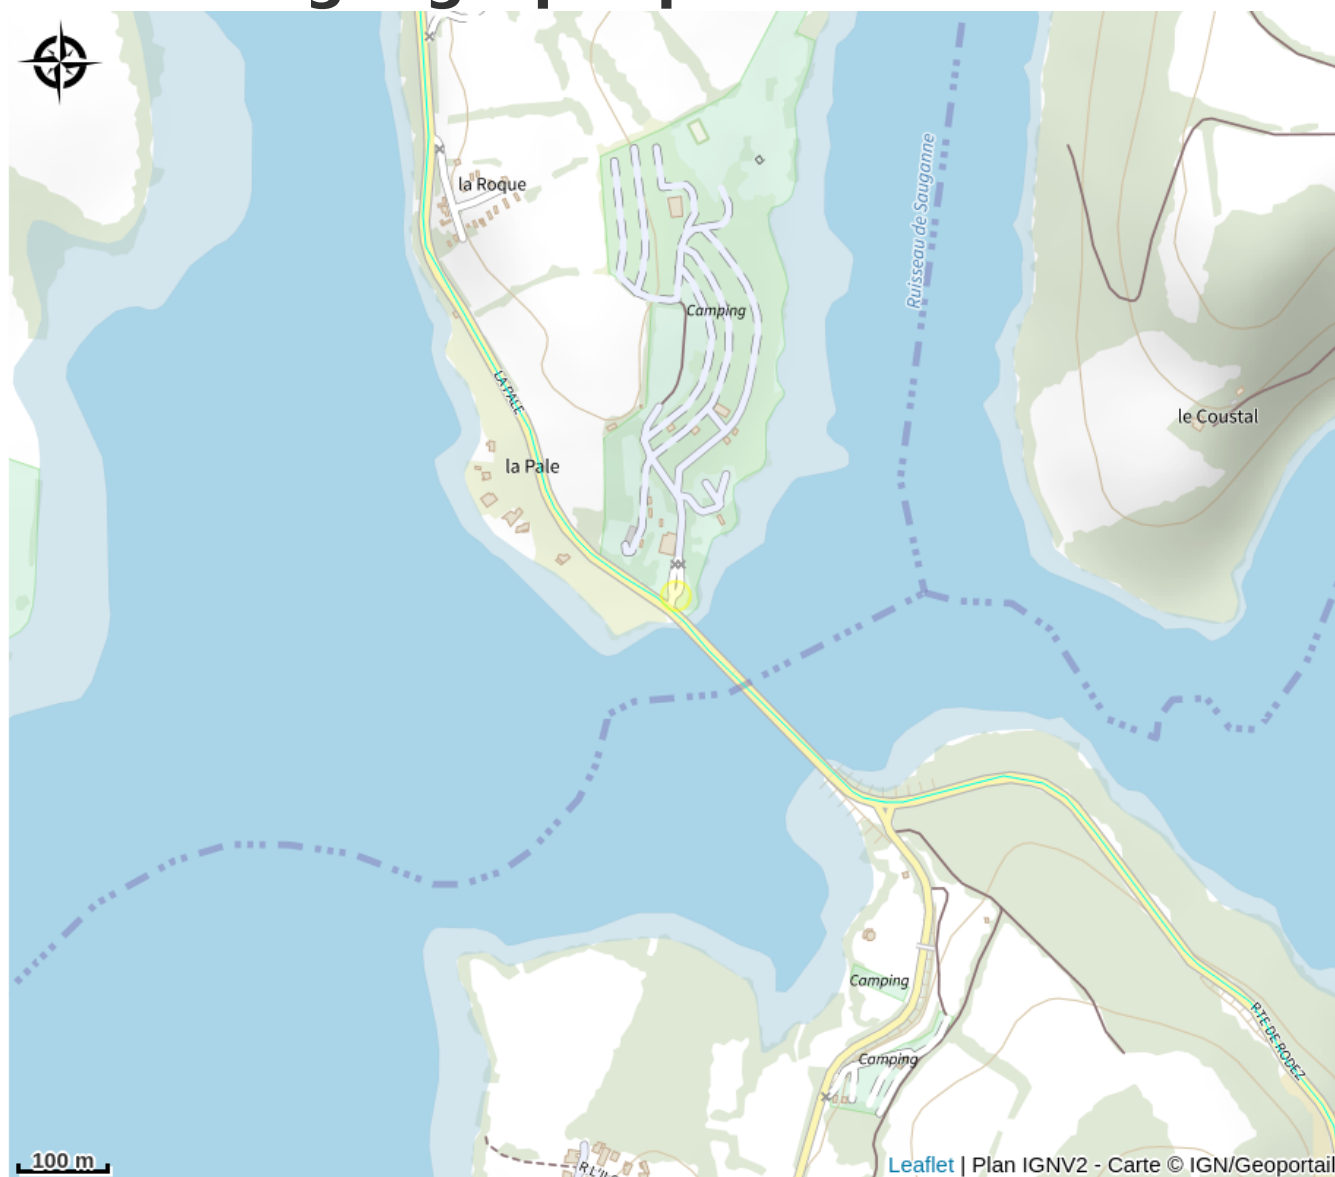 la Roque
Ruisseau de Sauganne
Camping
LA PALE
le Coustal
la Pale
Camping
RTE DE RODEZ
Camping
100 m
Leaflet | Plan IGNV2 - Carte © IGN/Geoportail